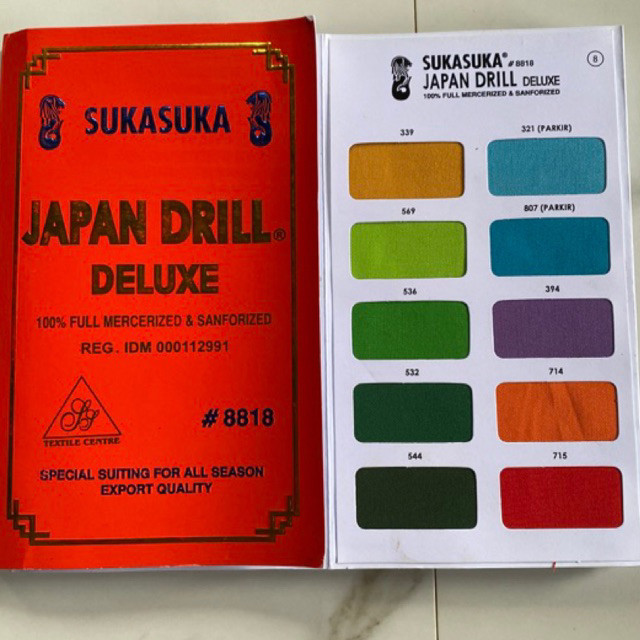 SUKASUKA
JAPAN DRILL®
DELUXE
100% FULL MERCERIZED & SANFORIZED
REG. IDM 000112991
TEXTILE CENTRE
# 8818
SPECIAL SUITING FOR ALL SEASON
EXPORT QUALITY
SUKASUKA® # 8818
JAPAN DRILL DELUXE
100% FULL MERCERIZED & SANFORIZED
8
339
321 (PARKIR)
569
807 (PARKIR)
536
394
532
714
544
715